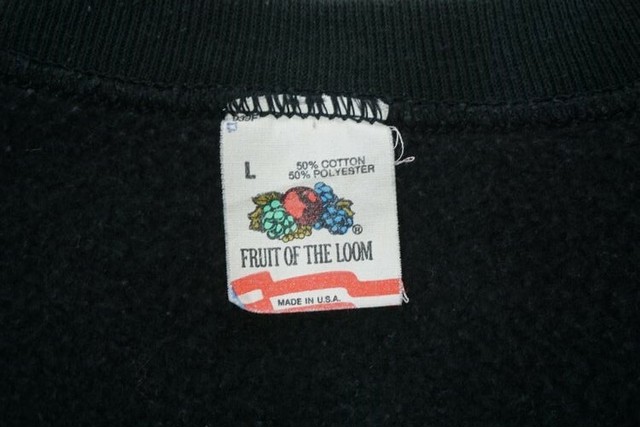 L
50% COTTON
50% POLYESTER
®
FRUIT OF THE LOOM
MADE IN U.S.A.